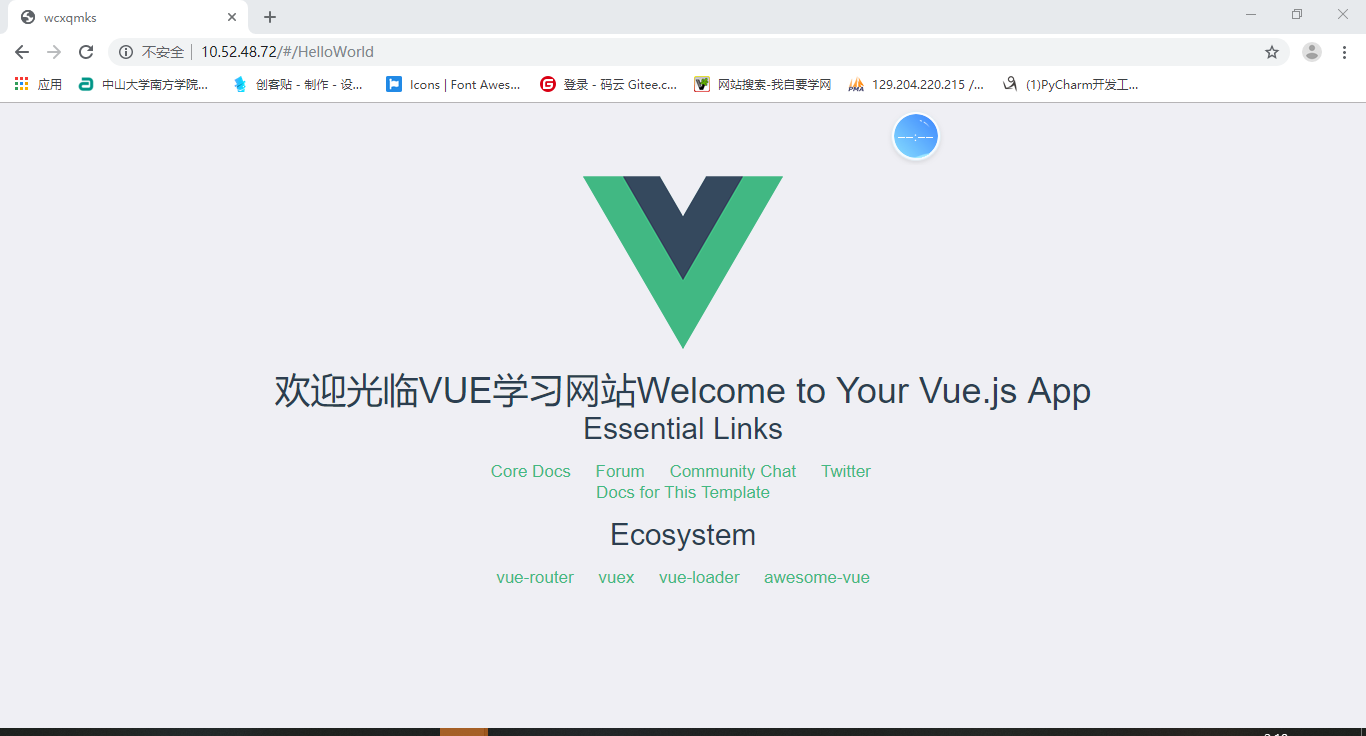 wcxqmks
不安全 10.52.48.72/#/HelloWorld
应用 中山大学南方学院... 创客贴 - 制作 - 设... Icons | Font Awes... 登录 - 码云 Gitee.c... 网站搜索-我自要学网 129.204.220.215 /... (1)PyCharm开发工...
--:--
欢迎光临VUE学习网站Welcome to Your Vue.js App
Essential Links
Core Docs Forum Community Chat Twitter
Docs for This Template
Ecosystem
vue-router vuex vue-loader awesome-vue